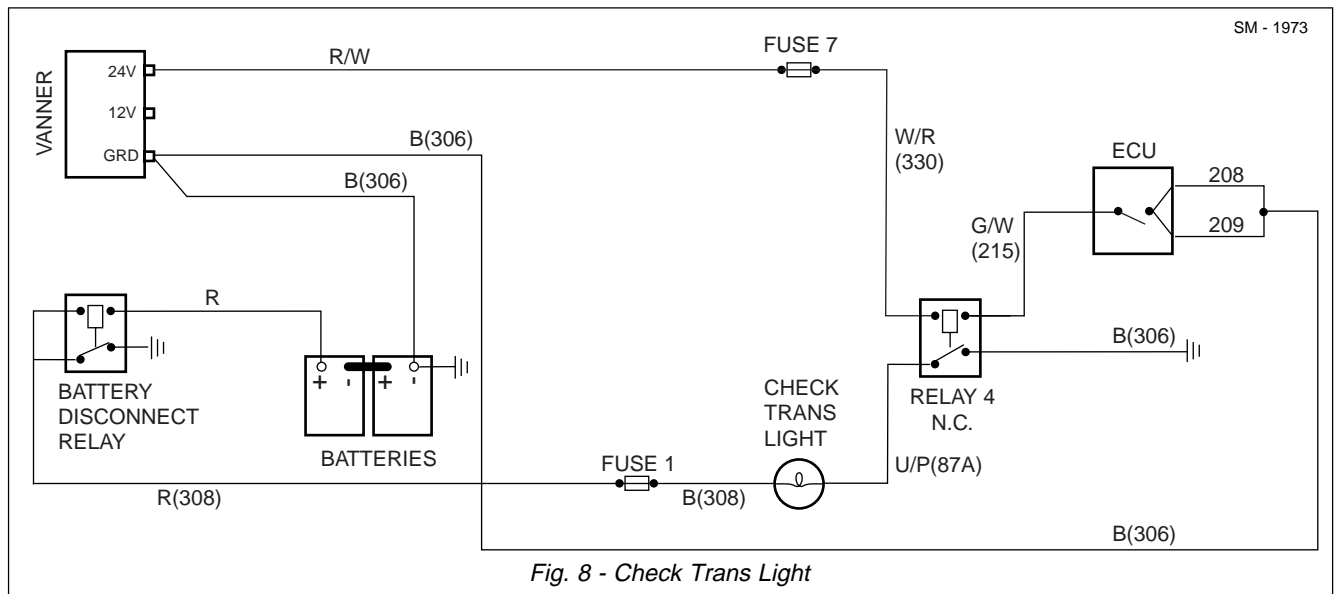 SM - 1973
VANNER
24V
12V
GRD
R/W
FUSE 7
B(306)
B(306)
W/R
(330)
ECU
208
209
G/W
(215)
R
BATTERY
DISCONNECT
RELAY
+ - + -
BATTERIES
CHECK
TRANS
LIGHT
B(306)
RELAY 4
N.C.
U/P(87A)
FUSE 1
R(308)
B(308)
B(306)
Fig. 8 - Check Trans Light